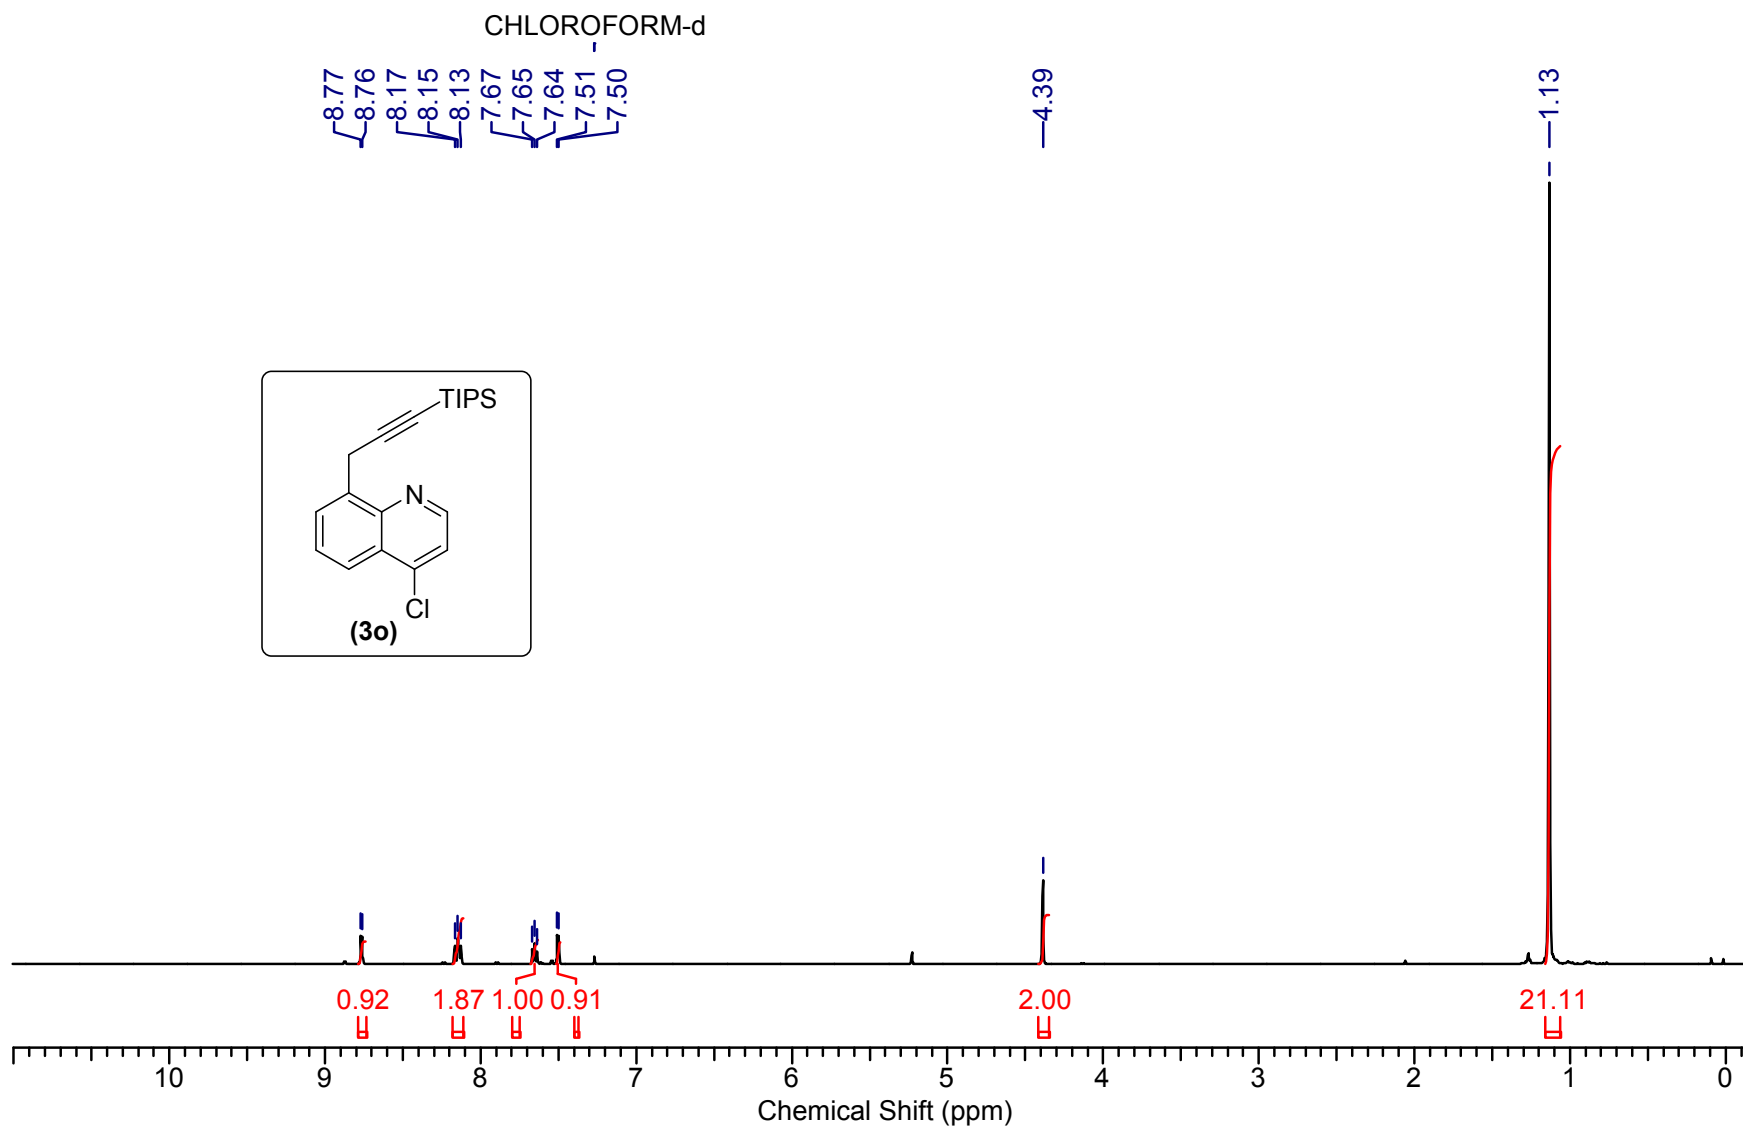 CHLOROFORM-d
8.77
8.76
8.17
8.15
8.13
7.67
7.65
7.64
7.51
7.50
4.39
1.13
TIPS
N
Cl
(3o)
0.92 1.87 1.00 0.91 2.00 21.11
10 9 8 7 6 5 4 3 2 1 0
Chemical Shift (ppm)